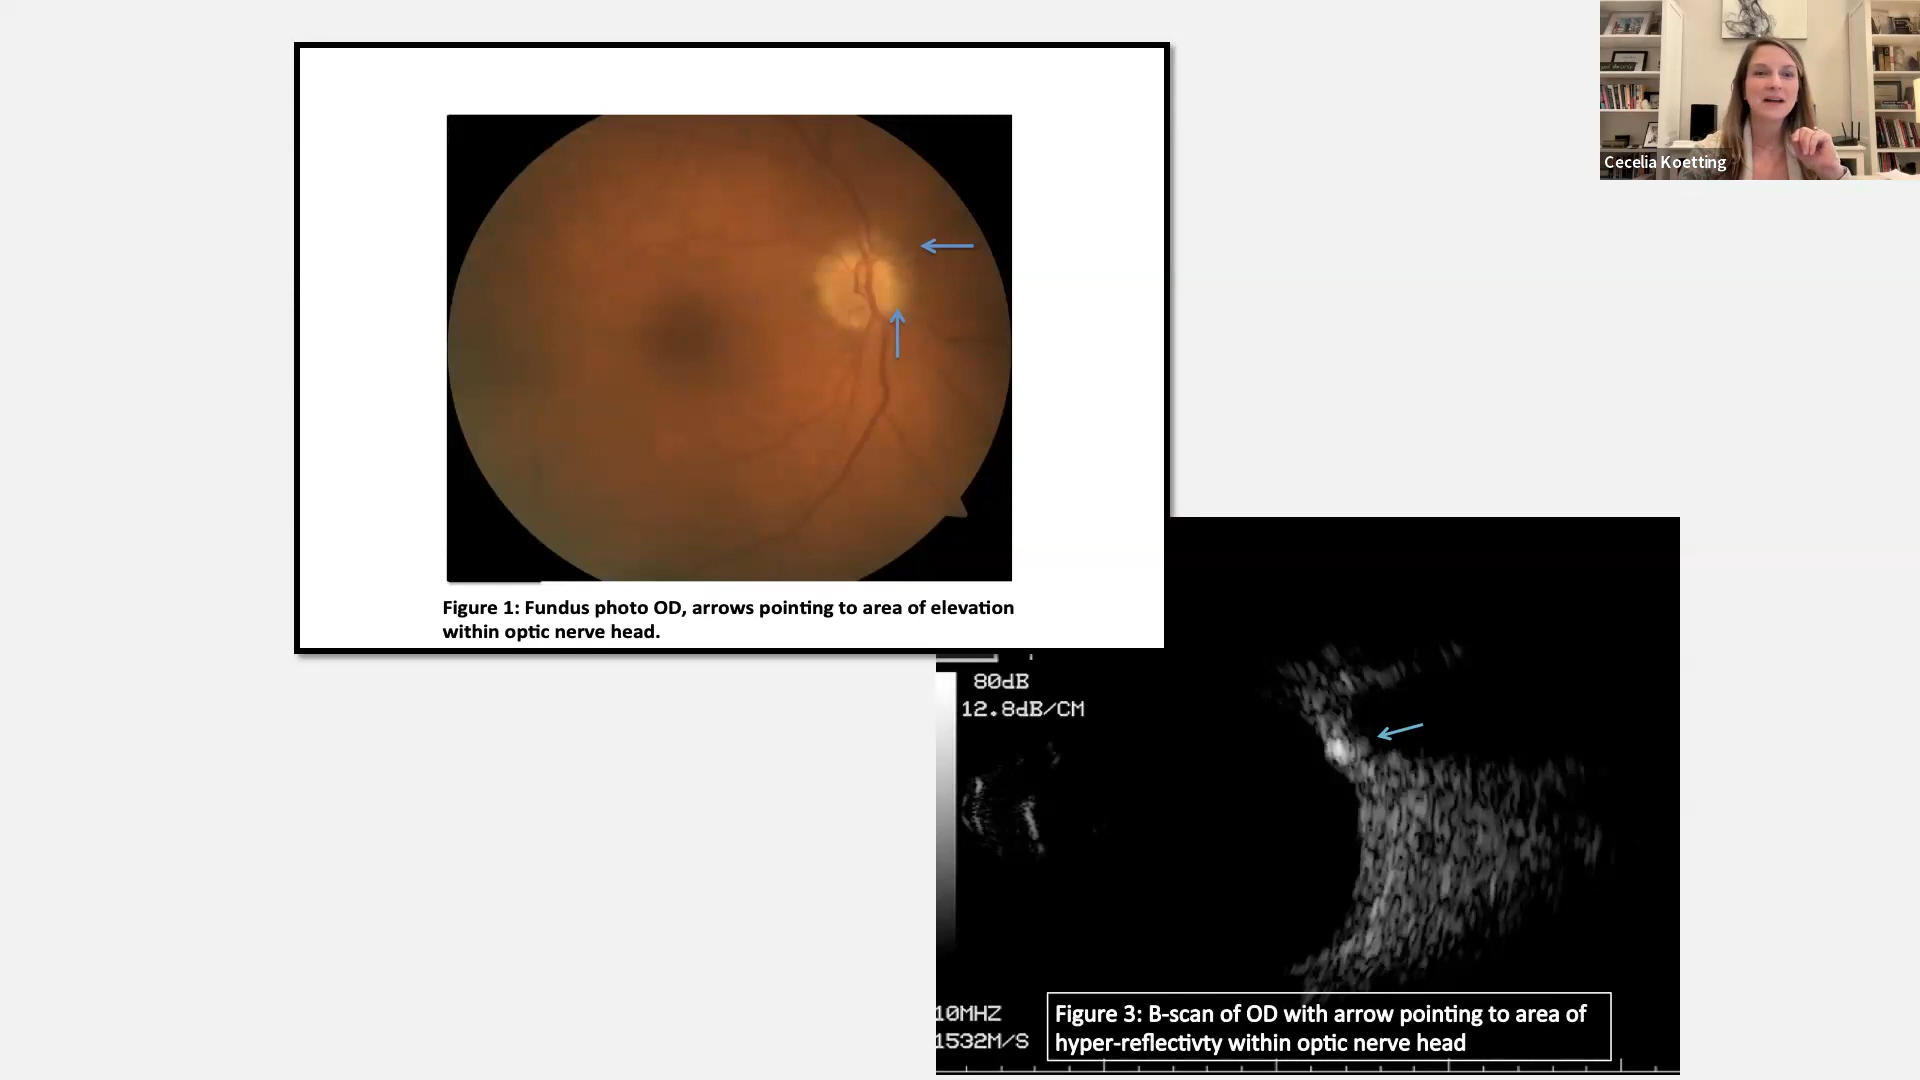 Cecelia Koetting
Figure 1: Fundus photo OD, arrows pointing to area of elevation
within optic nerve head.
80dB
12.8dB/CM
10MHZ
1532M/S
Figure 3: B-scan of OD with arrow pointing to area of
hyper-reflectivty within optic nerve head